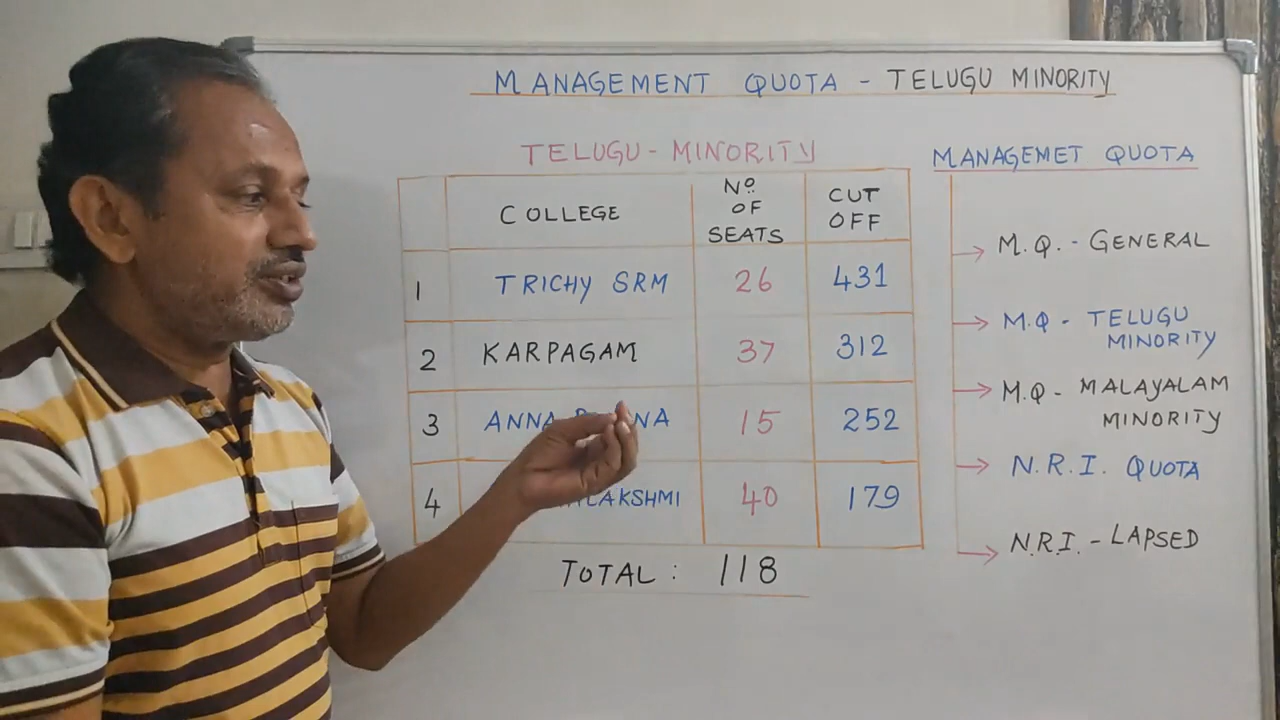 MANAGEMENT QUOTA - TELUGU MINORITY
TELUGU - MINORITY
COLLEGE
No OF SEATS
CUT OFF
1 TRICHY SRM 26 431
2 KARPAGAM 37 312
3 ANNA 15 252
4 LAKSHMI 40 179
TOTAL : 118
MANAGEMET QUOTA
M.Q. - GENERAL
M.Q - TELUGU
MINORITY
M.Q - MALAYALAM
MINORITY
N.R.I. QUOTA
N.R.I. - LAPSED